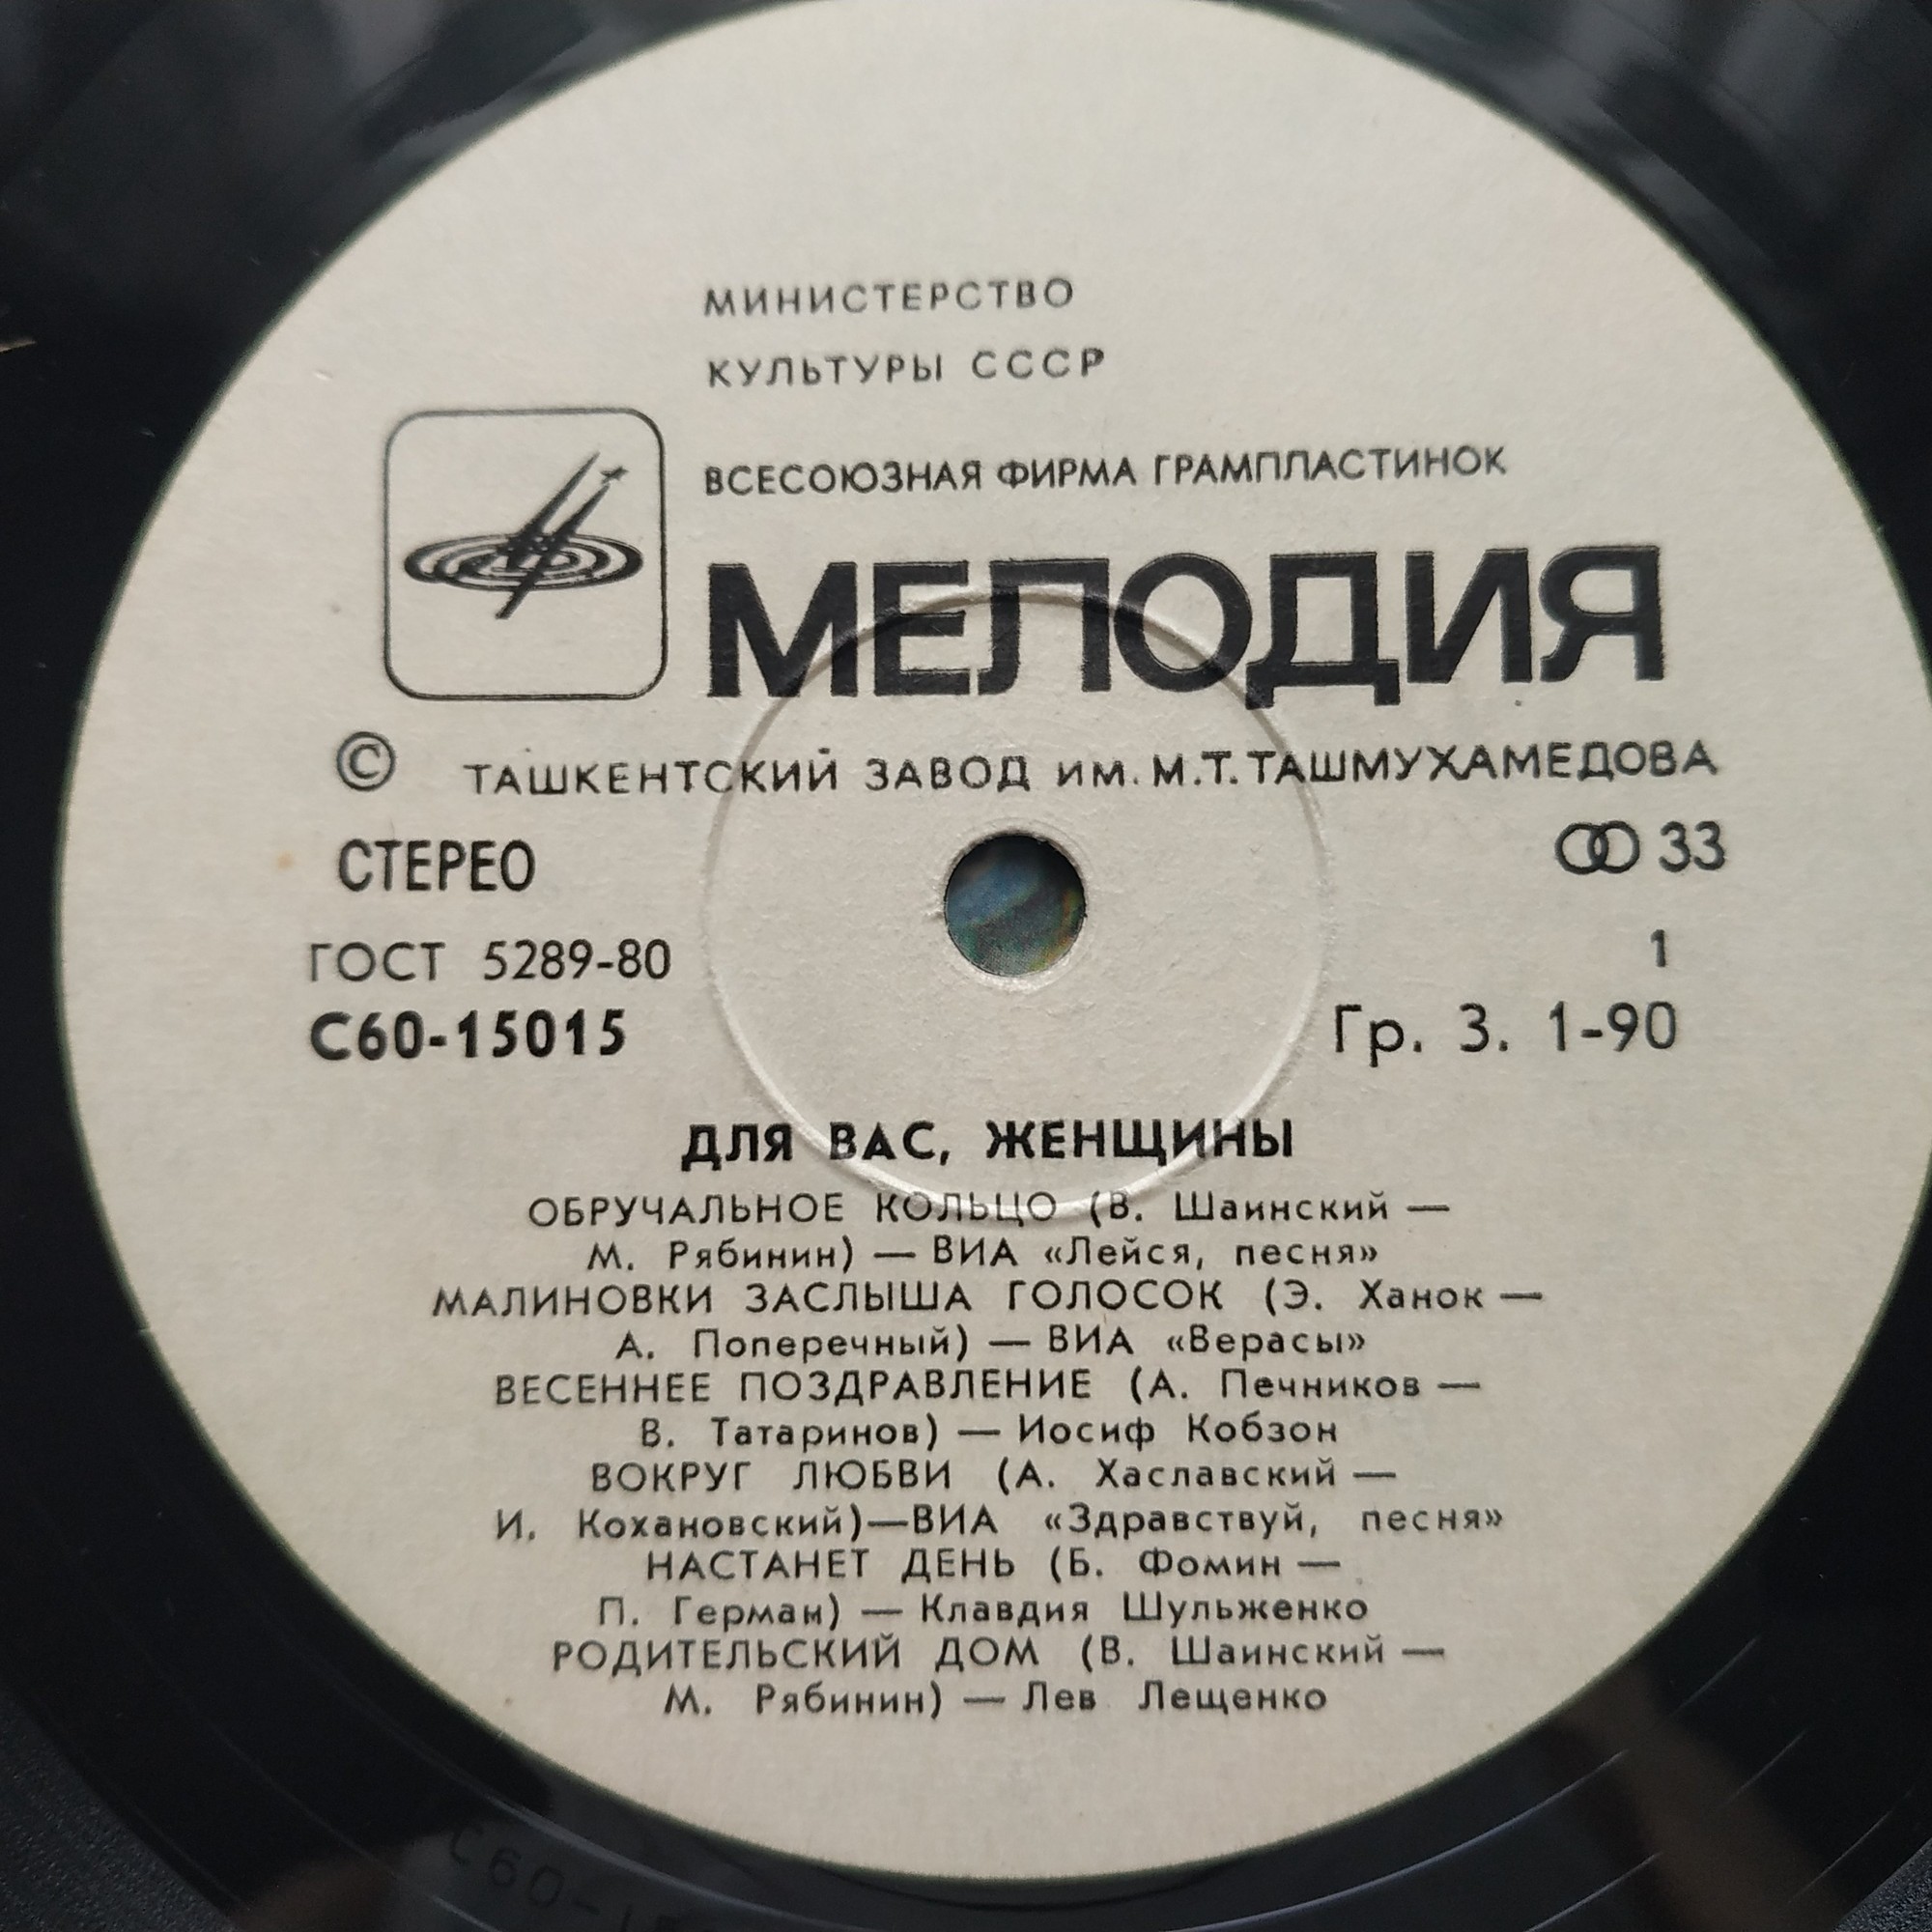 МИНИСТЕРСТВО
КУЛЬТУРЫ СССР
ВСЕСОЮЗНАЯ ФИРМА ГРАМПЛАСТИНОК
МЕЛОДИЯ
© ТАШКЕНТСКИЙ ЗАВОД им. М.Т. ТАШМУХАМЕДОВА
СТЕРЕО
33
ГОСТ 5289-80
1
С60-15015
Гр. 3. 1-90
ДЛЯ ВАС, ЖЕНЩИНЫ
ОБРУЧАЛЬНОЕ КОЛЬЦО (В. Шаинский —
М. Рябинин) — ВИА «Лейся, песня»
МАЛИНОВКИ ЗАСЛЫША ГОЛОСОК (Э. Ханок —
А. Поперечный) — ВИА «Верасы»
ВЕСЕННЕЕ ПОЗДРАВЛЕНИЕ (А. Печников —
В. Татаринов) — Иосиф Кобзон
ВОКРУГ ЛЮБВИ (А. Хаславский —
И. Кохановский)—ВИА «Здравствуй, песня»
НАСТАНЕТ ДЕНЬ (Б. Фомин —
П. Герман) — Клавдия Шульженко
РОДИТЕЛЬСКИЙ ДОМ (В. Шаинский —
М. Рябинин) — Лев Лещенко